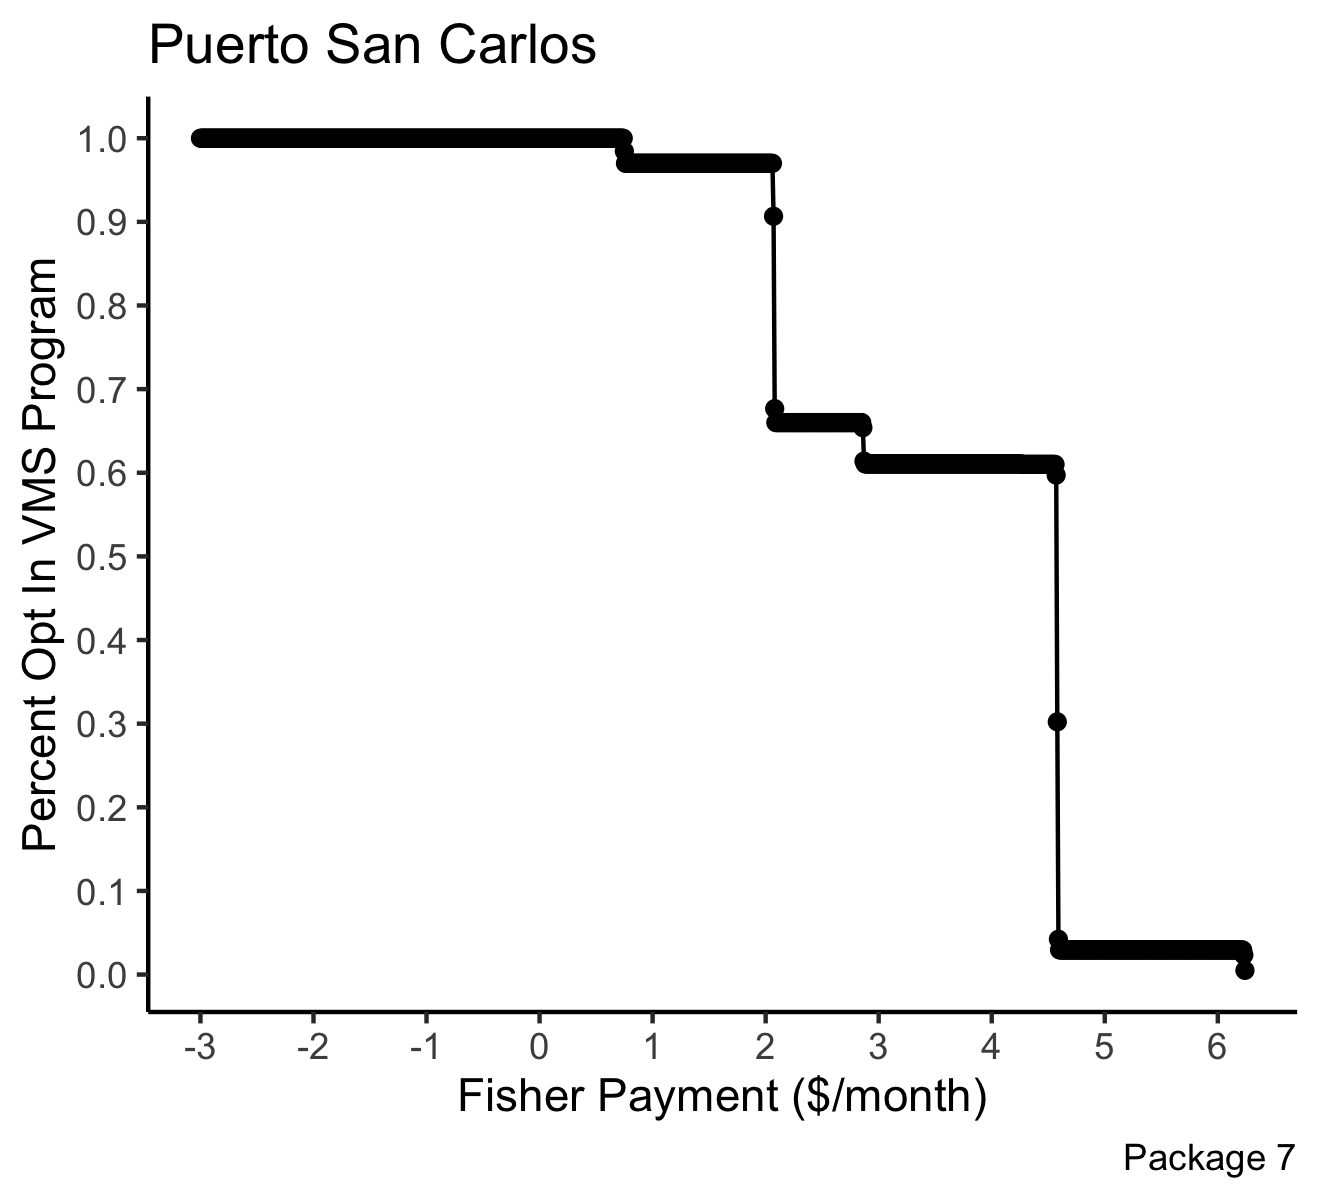 Puerto San Carlos
Percent Opt In VMS Program
1.0
0.9
0.8
0.7
0.6
0.5
0.4
0.3
0.2
0.1
0.0
-3 -2 -1 0 1 2 3 4 5 6
Fisher Payment ($/month)
Package 7